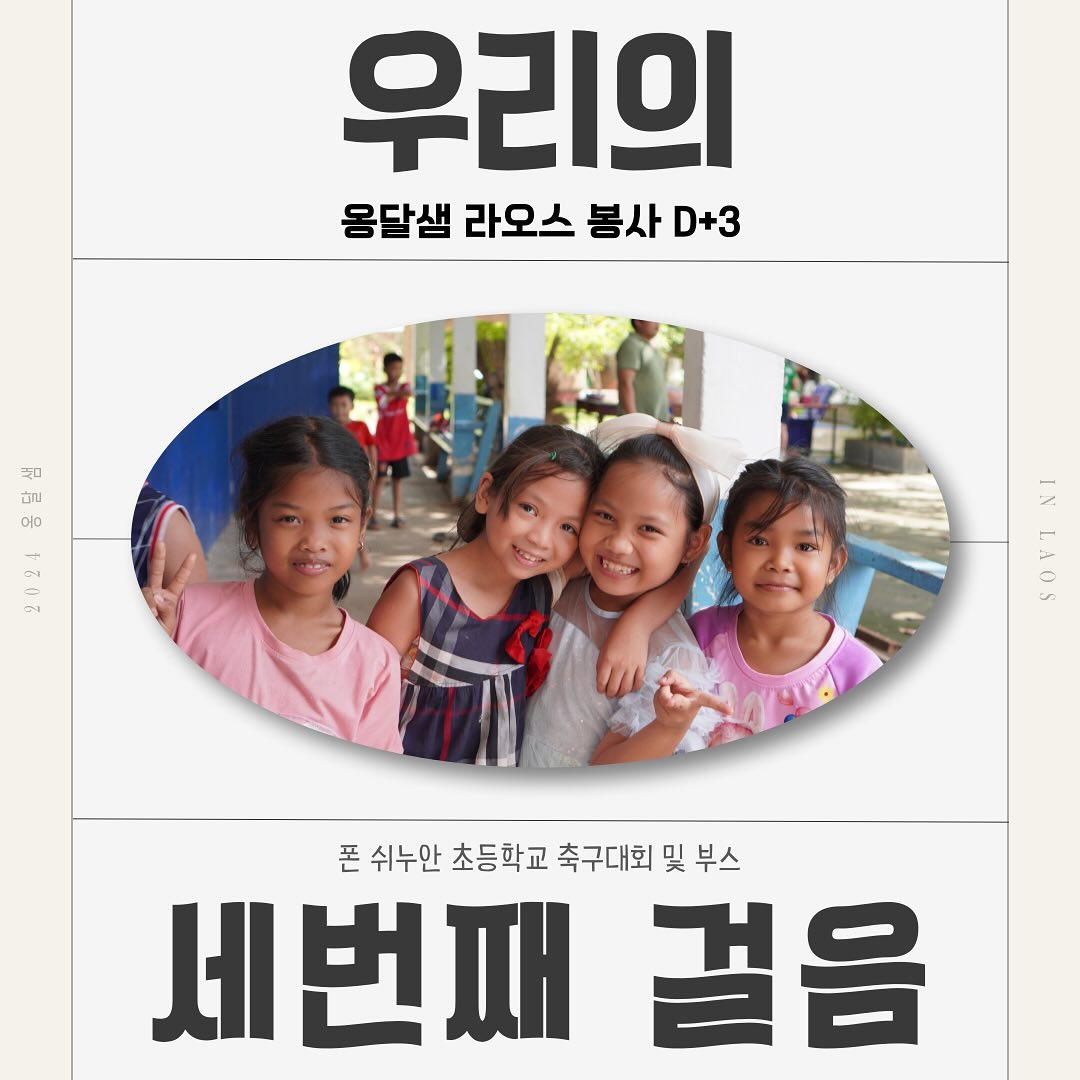 우리의
옹달샘 라오스 봉사 D+3
2024 옹달샘
IN LAOS
폰 쉬누안 초등학교 축구대회 및 부스
세번째 걸음